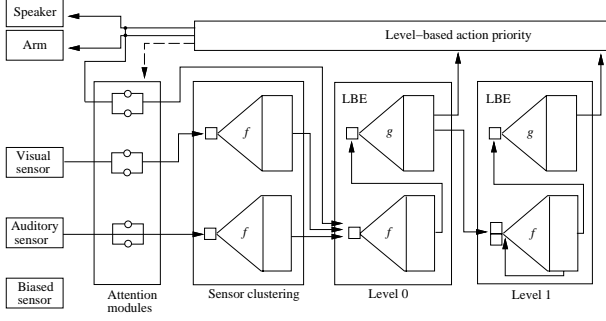 Speaker
Arm
Level−based action priority
LBE
LBE
f
g
g
Visual
sensor
Auditory
sensor
f
f
f
Biased
sensor
Attention
modules
Sensor clustering
Level 0
Level 1